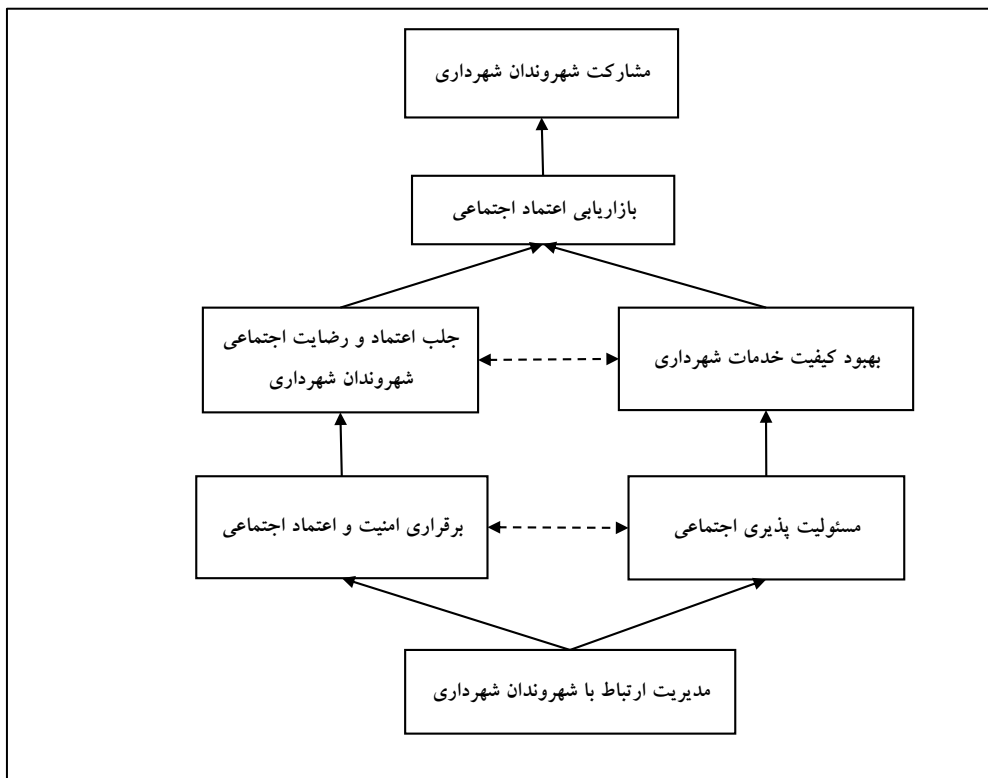 مشارکت شهروندان شهرداری
بازاریابی اعتماد اجتماعی
بهبود کیفیت خدمات شهرداری
جلب اعتماد و رضایت اجتماعی
شهروندان شهرداری
مسئولیت پذیری اجتماعی
برقراری امنیت و اعتماد اجتماعی
مدیریت ارتباط با شهروندان شهرداری